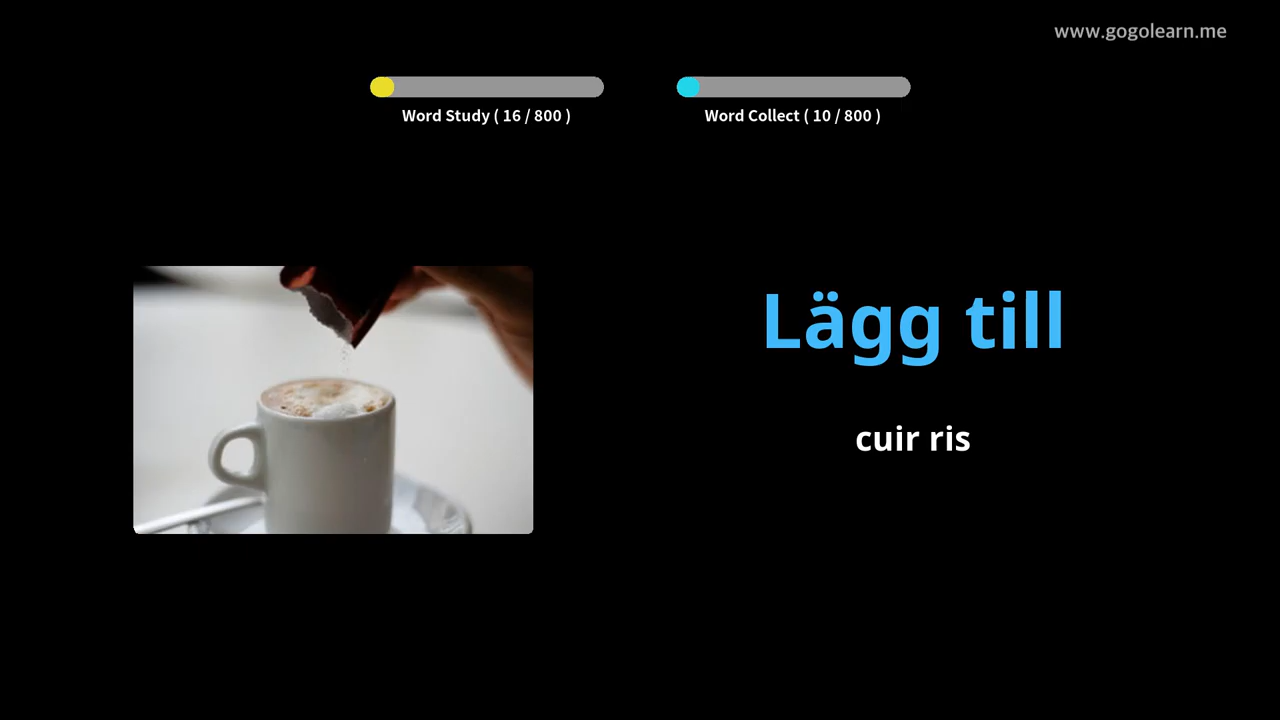 www.gogolearn.me
Word Study ( 16 / 800 )
Word Collect ( 10 / 800 )
Lägg till
cuir ris